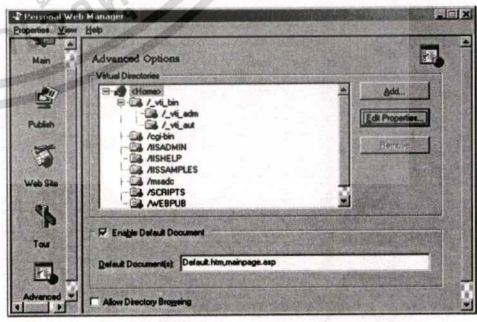 Personal Web Manager
Properties View Help
Main
Publish
Web Site
Tour
Advanced
Advanced Options
Virtual Directories
<Home>
/_vti_bin
/_vti_adm
/_vti_aut
/cgi-bin
/IISADMIN
/IISHELP
/IISSAMPLES
/msadc
/SCRIPTS
/WEBPUB
Add...
Edit Properties...
Remove
Enable Default Document
Default Document(s): Default.htm,mainpage.asp
Allow Directory Browsing